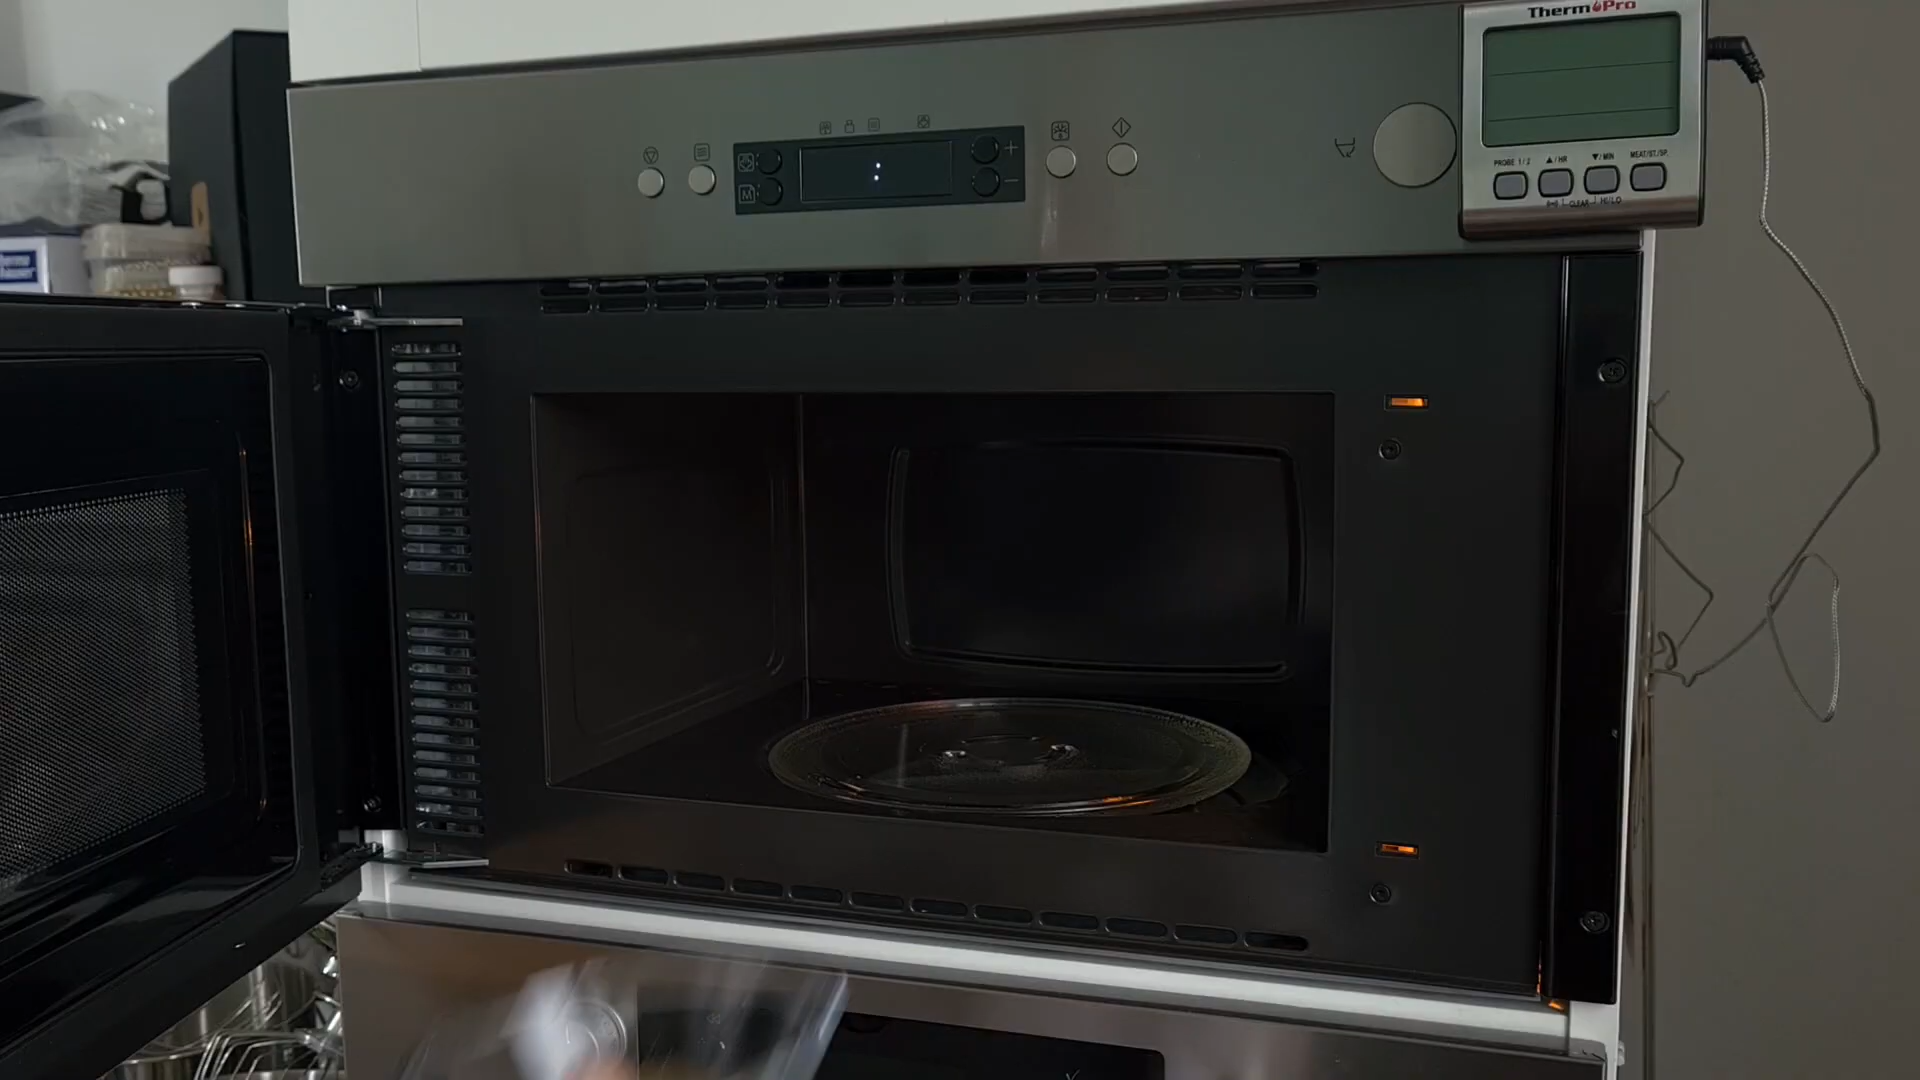 ThermoPro
PROBE 1/2 ▲/HR ▼/MIN MEAT/ST./SP.
CLEAR HI/LO
M
+
−
: